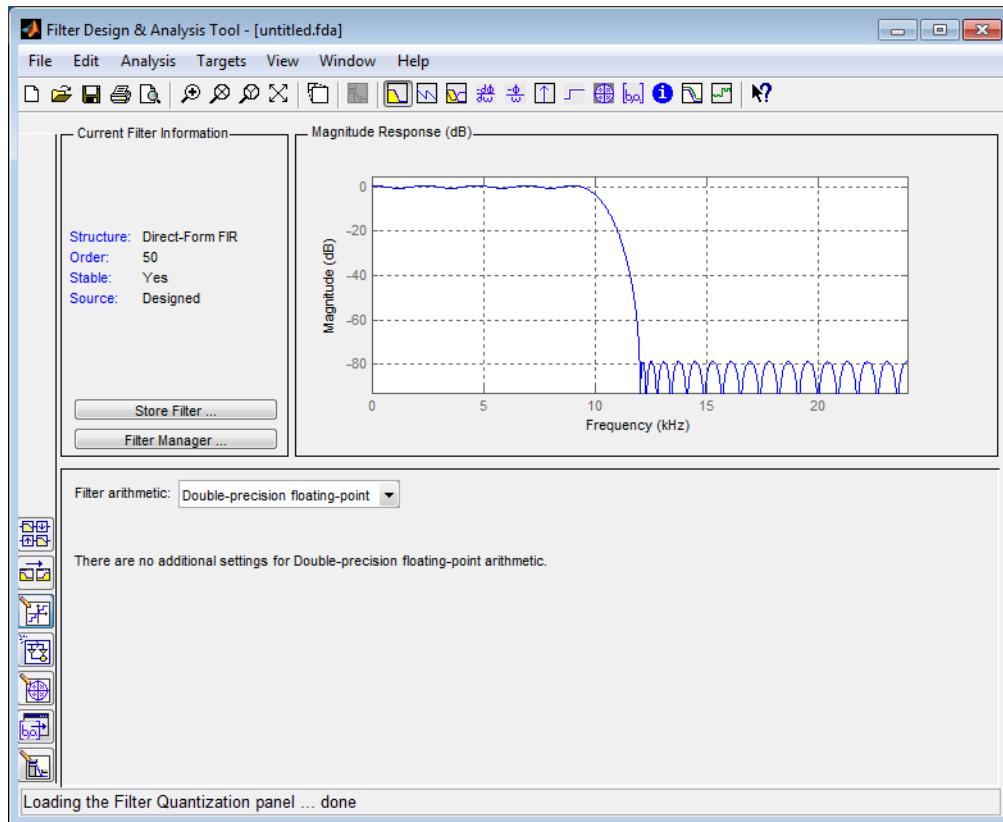 Filter Design & Analysis Tool - [untitled.fda]
File Edit Analysis Targets View Window Help
Current Filter Information
Structure: Direct-Form FIR
Order: 50
Stable: Yes
Source: Designed
Store Filter ...
Filter Manager ...
Magnitude Response (dB)
Magnitude (dB)
0
-20
-40
-60
-80
0 5 10 15 20
Frequency (kHz)
Filter arithmetic: Double-precision floating-point
There are no additional settings for Double-precision floating-point arithmetic.
Loading the Filter Quantization panel ... done